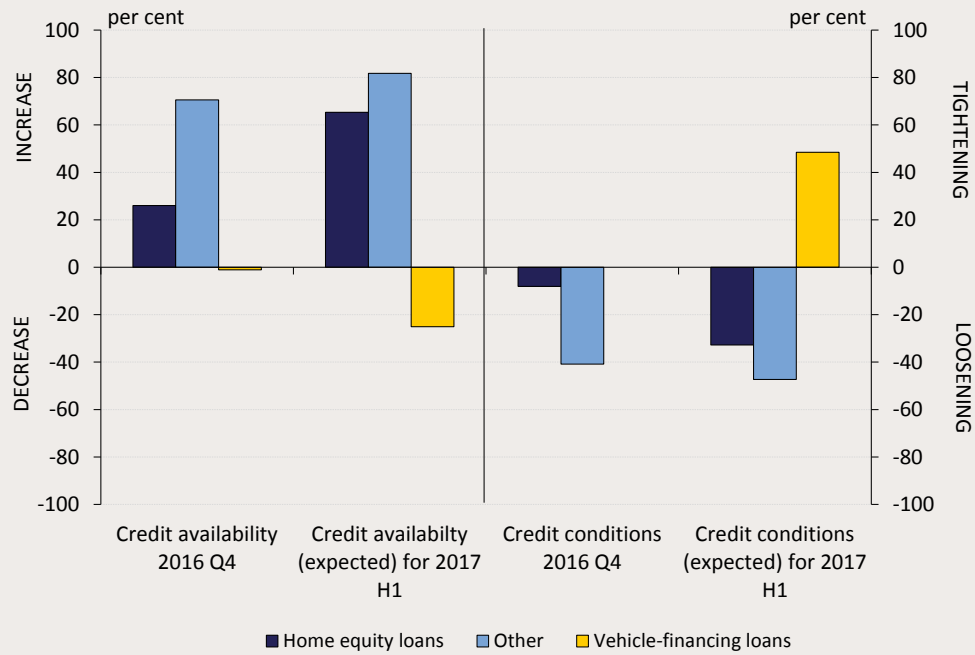 per cent
per cent
100
80
60
40
20
0
-20
-40
-60
-80
-100
INCREASE
DECREASE
100
80
60
40
20
0
-20
-40
-60
-80
-100
TIGHTENING
LOOSENING
Credit availability
2016 Q4
Credit availabilty
(expected) for 2017
H1
Credit conditions
2016 Q4
Credit conditions
(expected) for 2017
H1
Home equity loans
Other
Vehicle-financing loans